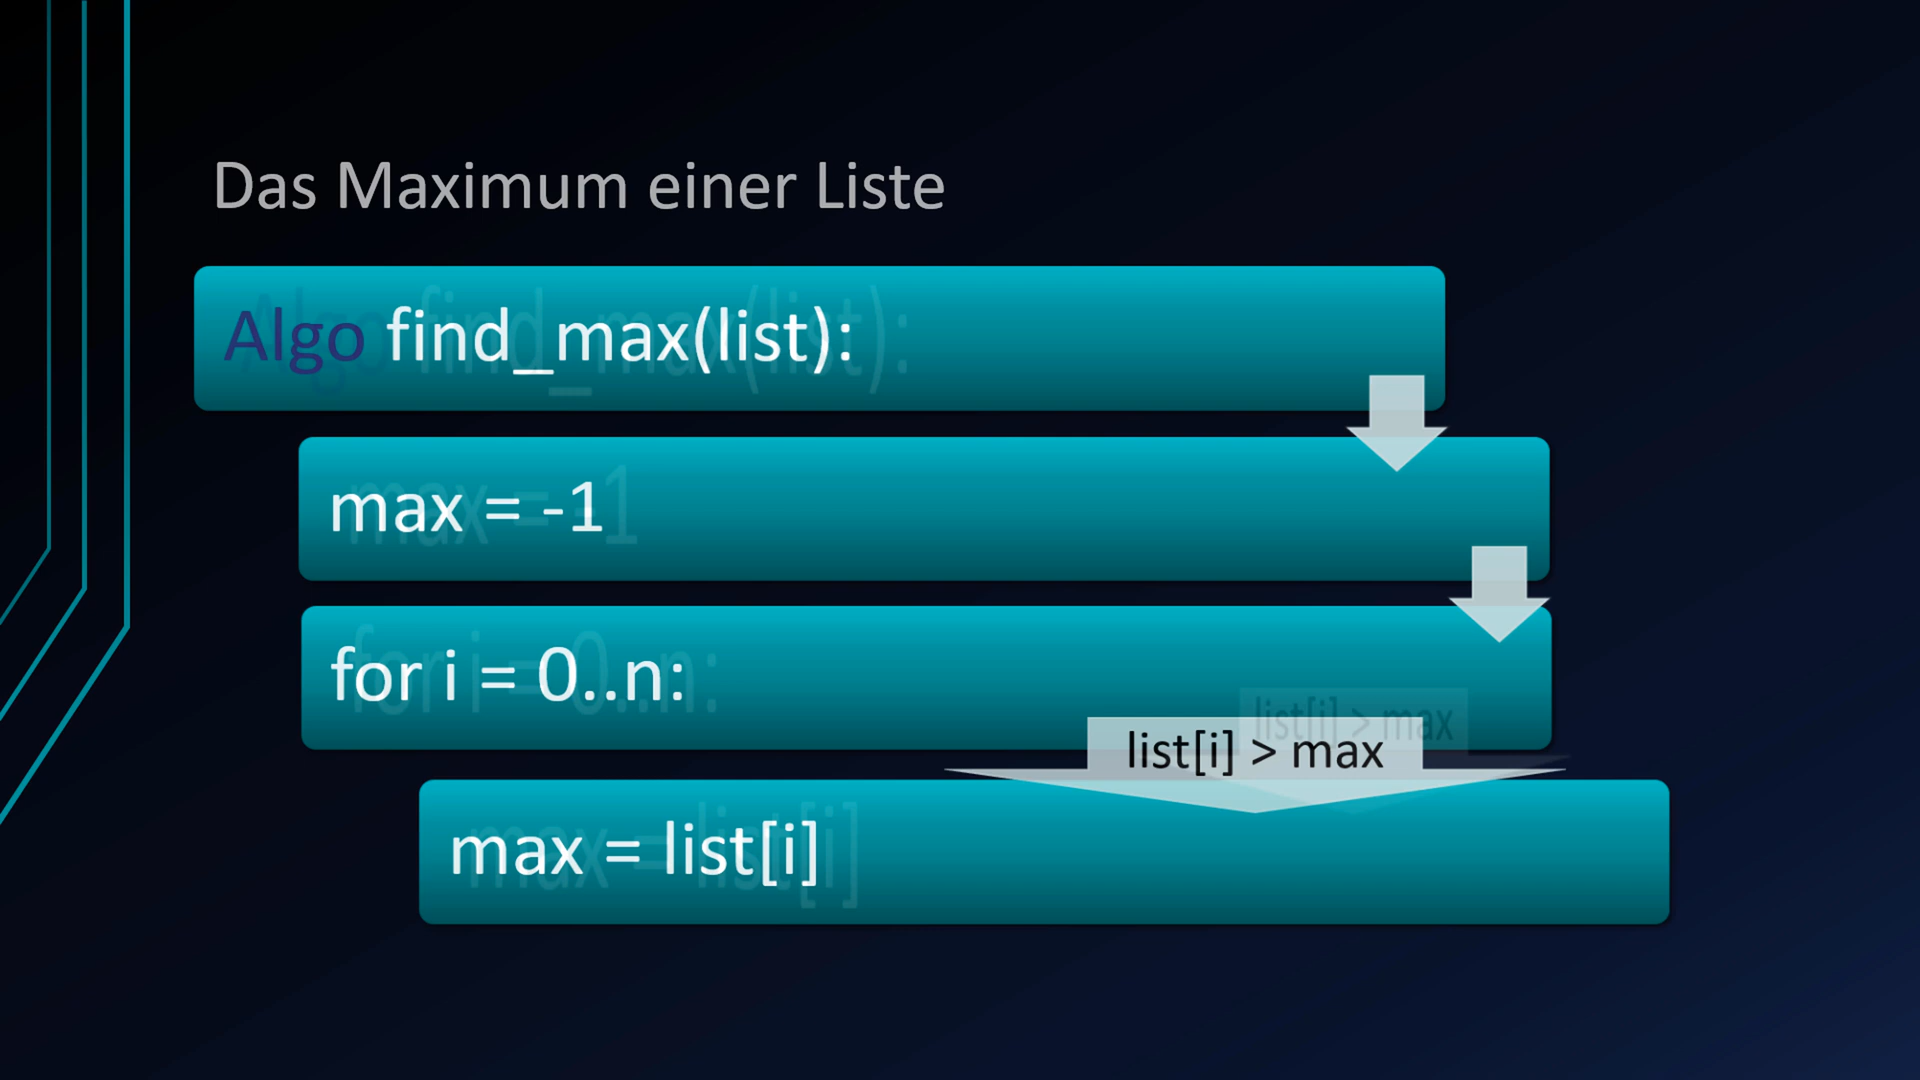 Das Maximum einer Liste
Algo find_max(list):
max = -1
for i = 0..n:
list[i] > max
max = list[i]